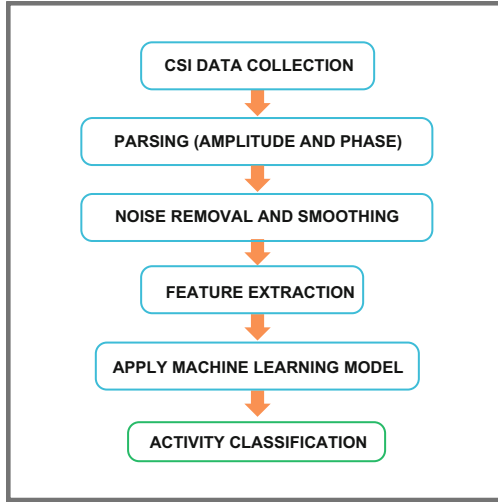 CSI DATA COLLECTION
PARSING (AMPLITUDE AND PHASE)
NOISE REMOVAL AND SMOOTHING
FEATURE EXTRACTION
APPLY MACHINE LEARNING MODEL
ACTIVITY CLASSIFICATION